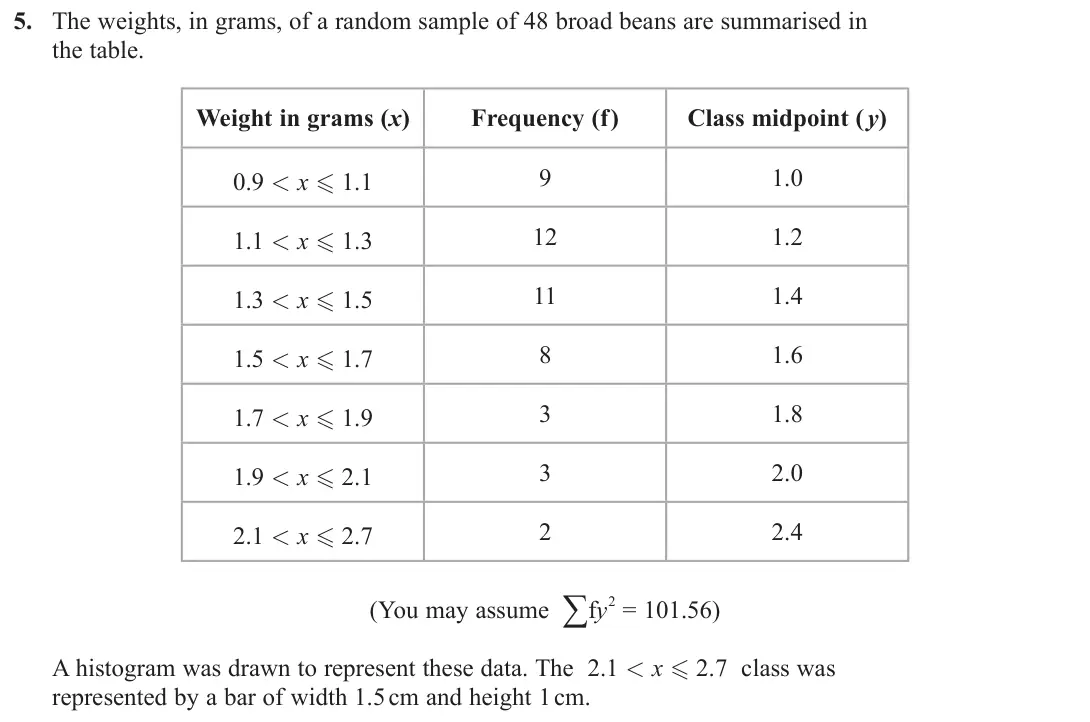 5. The weights, in grams, of a random sample of 48 broad beans are summarised in
the table.
Weight in grams (x) Frequency (f) Class midpoint (y)
0.9 < x ⩽ 1.1 9 1.0
1.1 < x ⩽ 1.3 12 1.2
1.3 < x ⩽ 1.5 11 1.4
1.5 < x ⩽ 1.7 8 1.6
1.7 < x ⩽ 1.9 3 1.8
1.9 < x ⩽ 2.1 3 2.0
2.1 < x ⩽ 2.7 2 2.4
(You may assume ∑fy² = 101.56)
A histogram was drawn to represent these data. The 2.1 < x ⩽ 2.7 class was
represented by a bar of width 1.5 cm and height 1 cm.